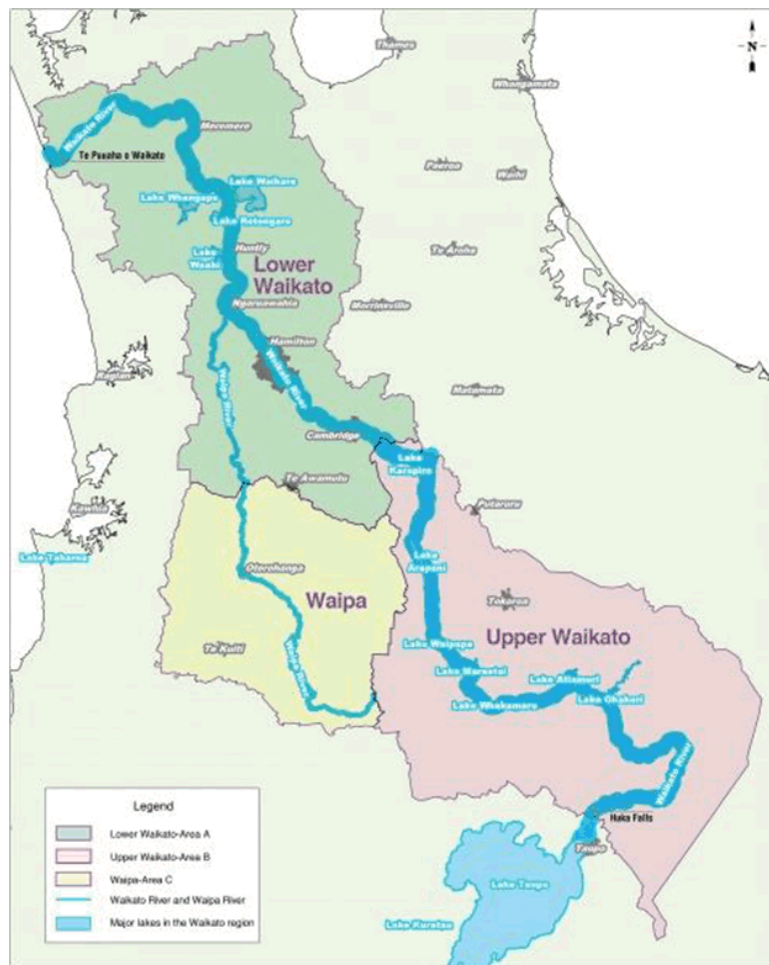 N
Thames
Whangamata
Waikato River
Meremere
Te Puuaha o Waikato
Paeroa
Waihi
Lake Waikare
Lake Whangape
Lake Rotongaro
Te Aroha
Huntly
Lake
Waahi
Lower
Waikato
Ngaruawahia
Morrinsville
Hamilton
Raglan
Waikato River
Waipa River
Matamata
Cambridge
Lake
Karapiro
Te Awamutu
Kawhia
Putaruru
Lake Taharoa
Lake
Arapuni
Otorohanga
Waipa
Tokoroa
Upper Waikato
Te Kuiti
Lake Waipapa
Waipa River
Lake Maraetai
Lake Atiamuri
Lake Whakamaru
Lake Ohakuri
Waikato River
Huka Falls
Taupo
Lake Taupo
Lake Kuratau
Legend
Lower Waikato-Area A
Upper Waikato-Area B
Waipa-Area C
Waikato River and Waipa River
Major lakes in the Waikato region